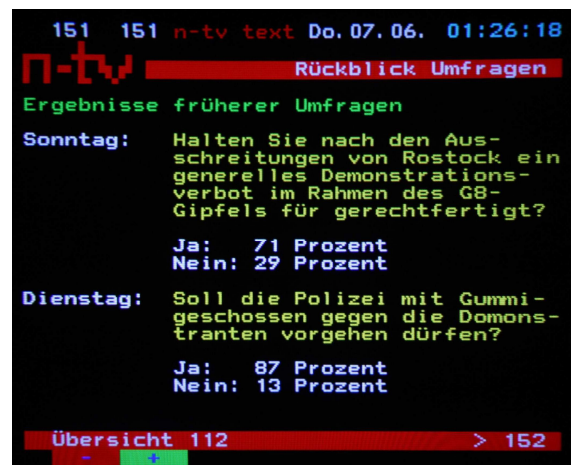 151 151 n-tv text Do.07.06. 01:26:18
n-tv Rückblick Umfragen
Ergebnisse früherer Umfragen
Sonntag: Halten Sie nach den Aus-
schreitungen von Rostock ein
generelles Demonstrations-
verbot im Rahmen des G8-
Gipfels für gerechtfertigt?
Ja: 71 Prozent
Nein: 29 Prozent
Dienstag: Soll die Polizei mit Gummi-
geschossen gegen die Domons-
tranten vorgehen dürfen?
Ja: 87 Prozent
Nein: 13 Prozent
Übersicht 112 > 152
- +